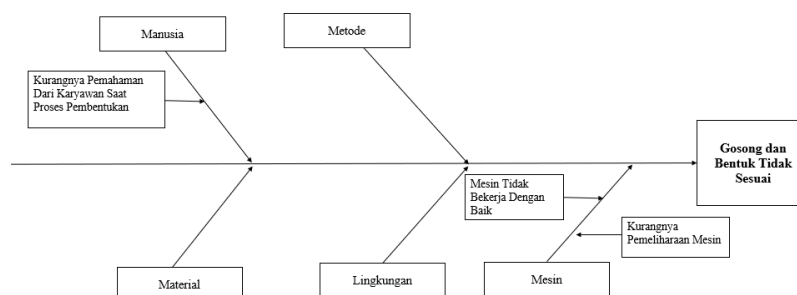 Manusia
Metode
Kurangnya Pemahaman
Dari Karyawan Saat
Proses Pembentukan
Gosong dan
Bentuk Tidak
Sesuai
Mesin Tidak
Bekerja Dengan
Baik
Kurangnya
Pemeliharaan Mesin
Material
Lingkungan
Mesin